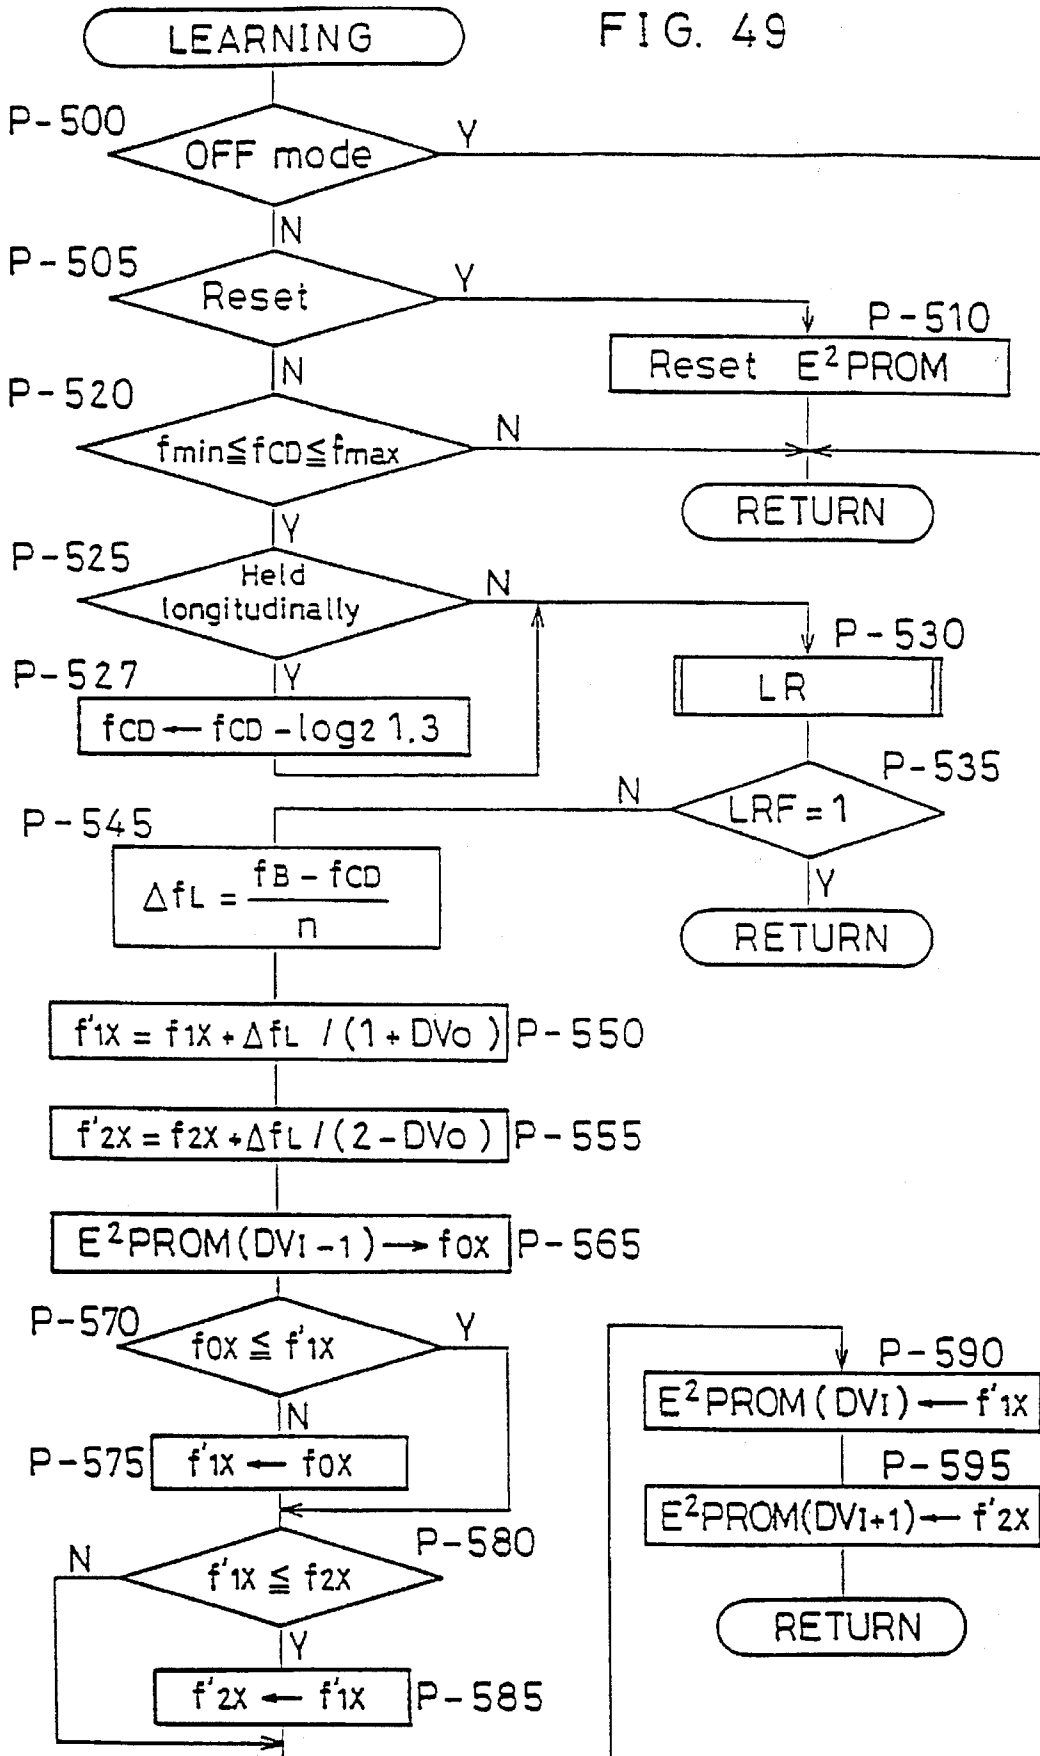 FIG. 49
LEARNING
P-500
OFF mode
Y
N
P-505
Reset
Y
N
P-510
Reset E²PROM
P-520
fmin≦fCD≦fmax
N
Y
RETURN
P-525
Held
longitudinally
N
Y
P-527
fCD ← fCD - log2 1.3
P-530
LR
P-535
LRF = 1
N
Y
RETURN
P-545
ΔfL = (fB - fCD) / n
f'1X = f1X + ΔfL / (1 + DVo) P-550
f'2X = f2X + ΔfL / (2 - DVo) P-555
E²PROM(DVI-1) → f0X P-565
P-570
f0X ≦ f'1X
Y
N
P-575
f'1X ← f0X
P-580
f'1X ≦ f2X
N
Y
f'2X ← f'1X P-585
P-590
E²PROM(DVI) ← f'1X
P-595
E²PROM(DVI+1) ← f'2X
RETURN